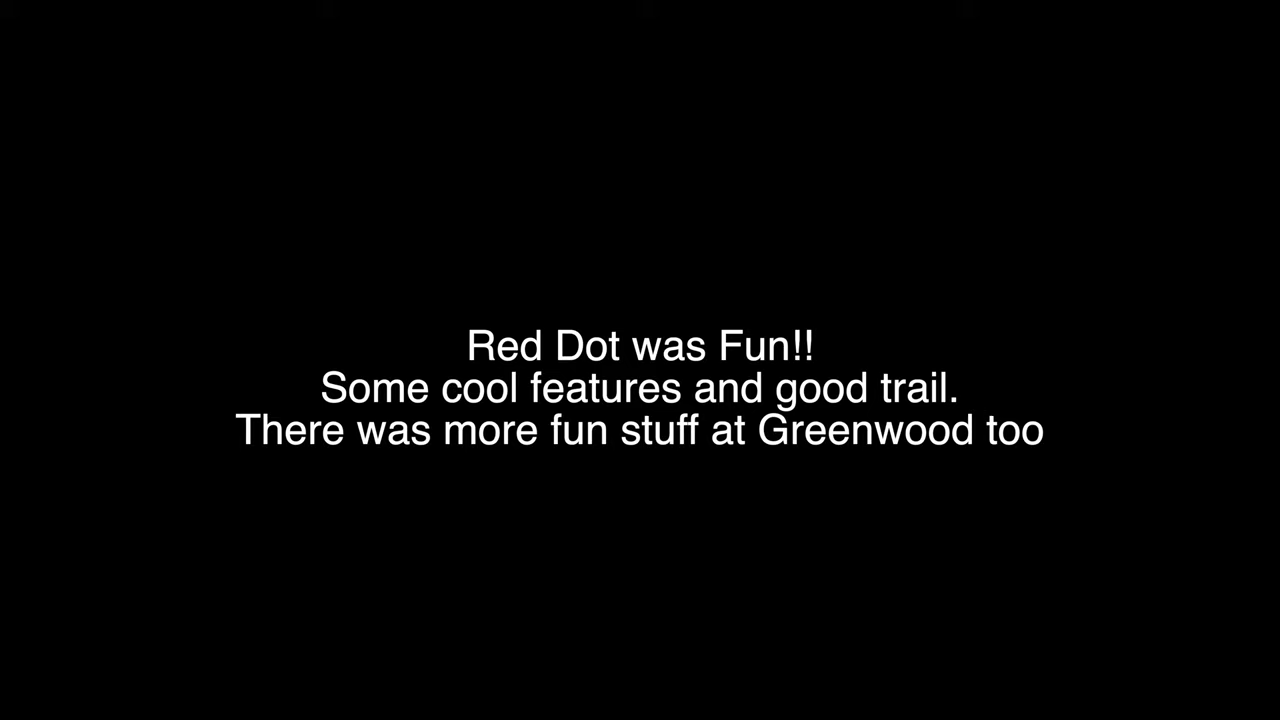 Red Dot was Fun!!
Some cool features and good trail.
There was more fun stuff at Greenwood too